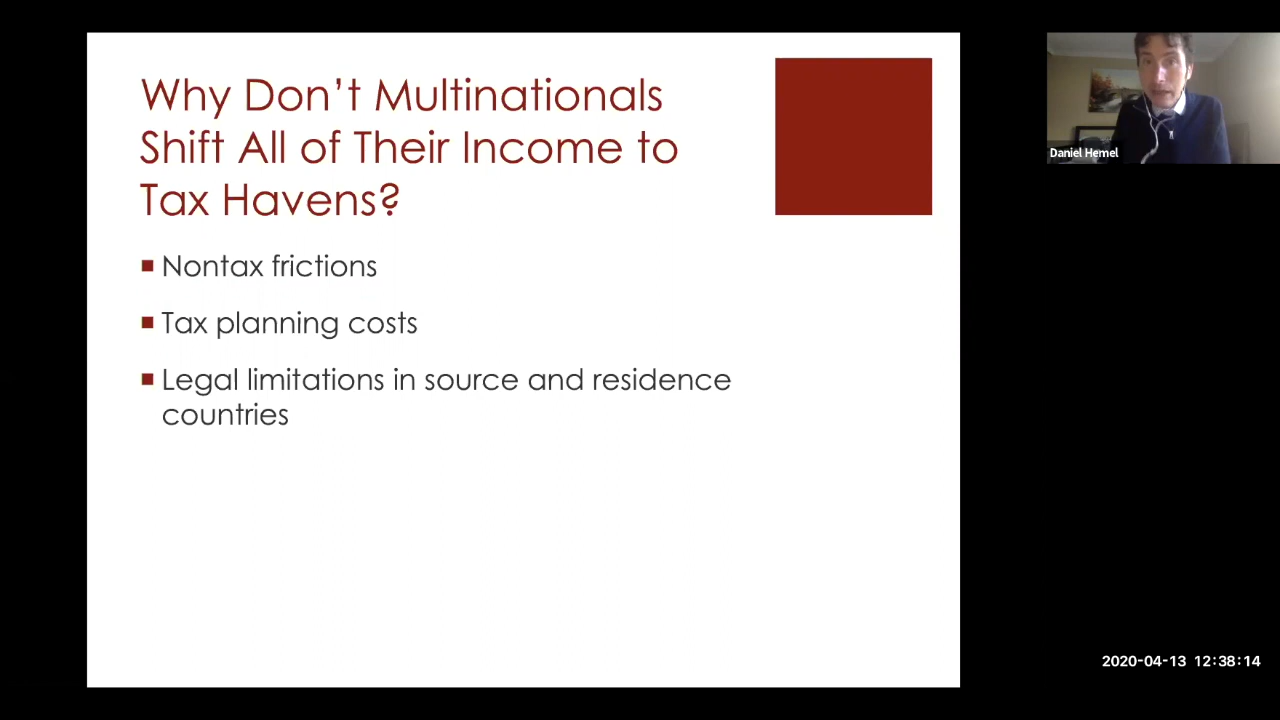 Why Don’t Multinationals
Shift All of Their Income to
Tax Havens?
Nontax frictions
Tax planning costs
Legal limitations in source and residence
countries
Daniel Hemel
2020-04-13 12:38:14